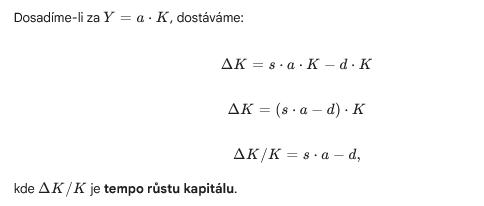 Dosadíme-li za Y = a · K, dostáváme:
ΔK = s · a · K − d · K
ΔK = (s · a − d) · K
ΔK/K = s · a − d,
kde ΔK/K je tempo růstu kapitálu.